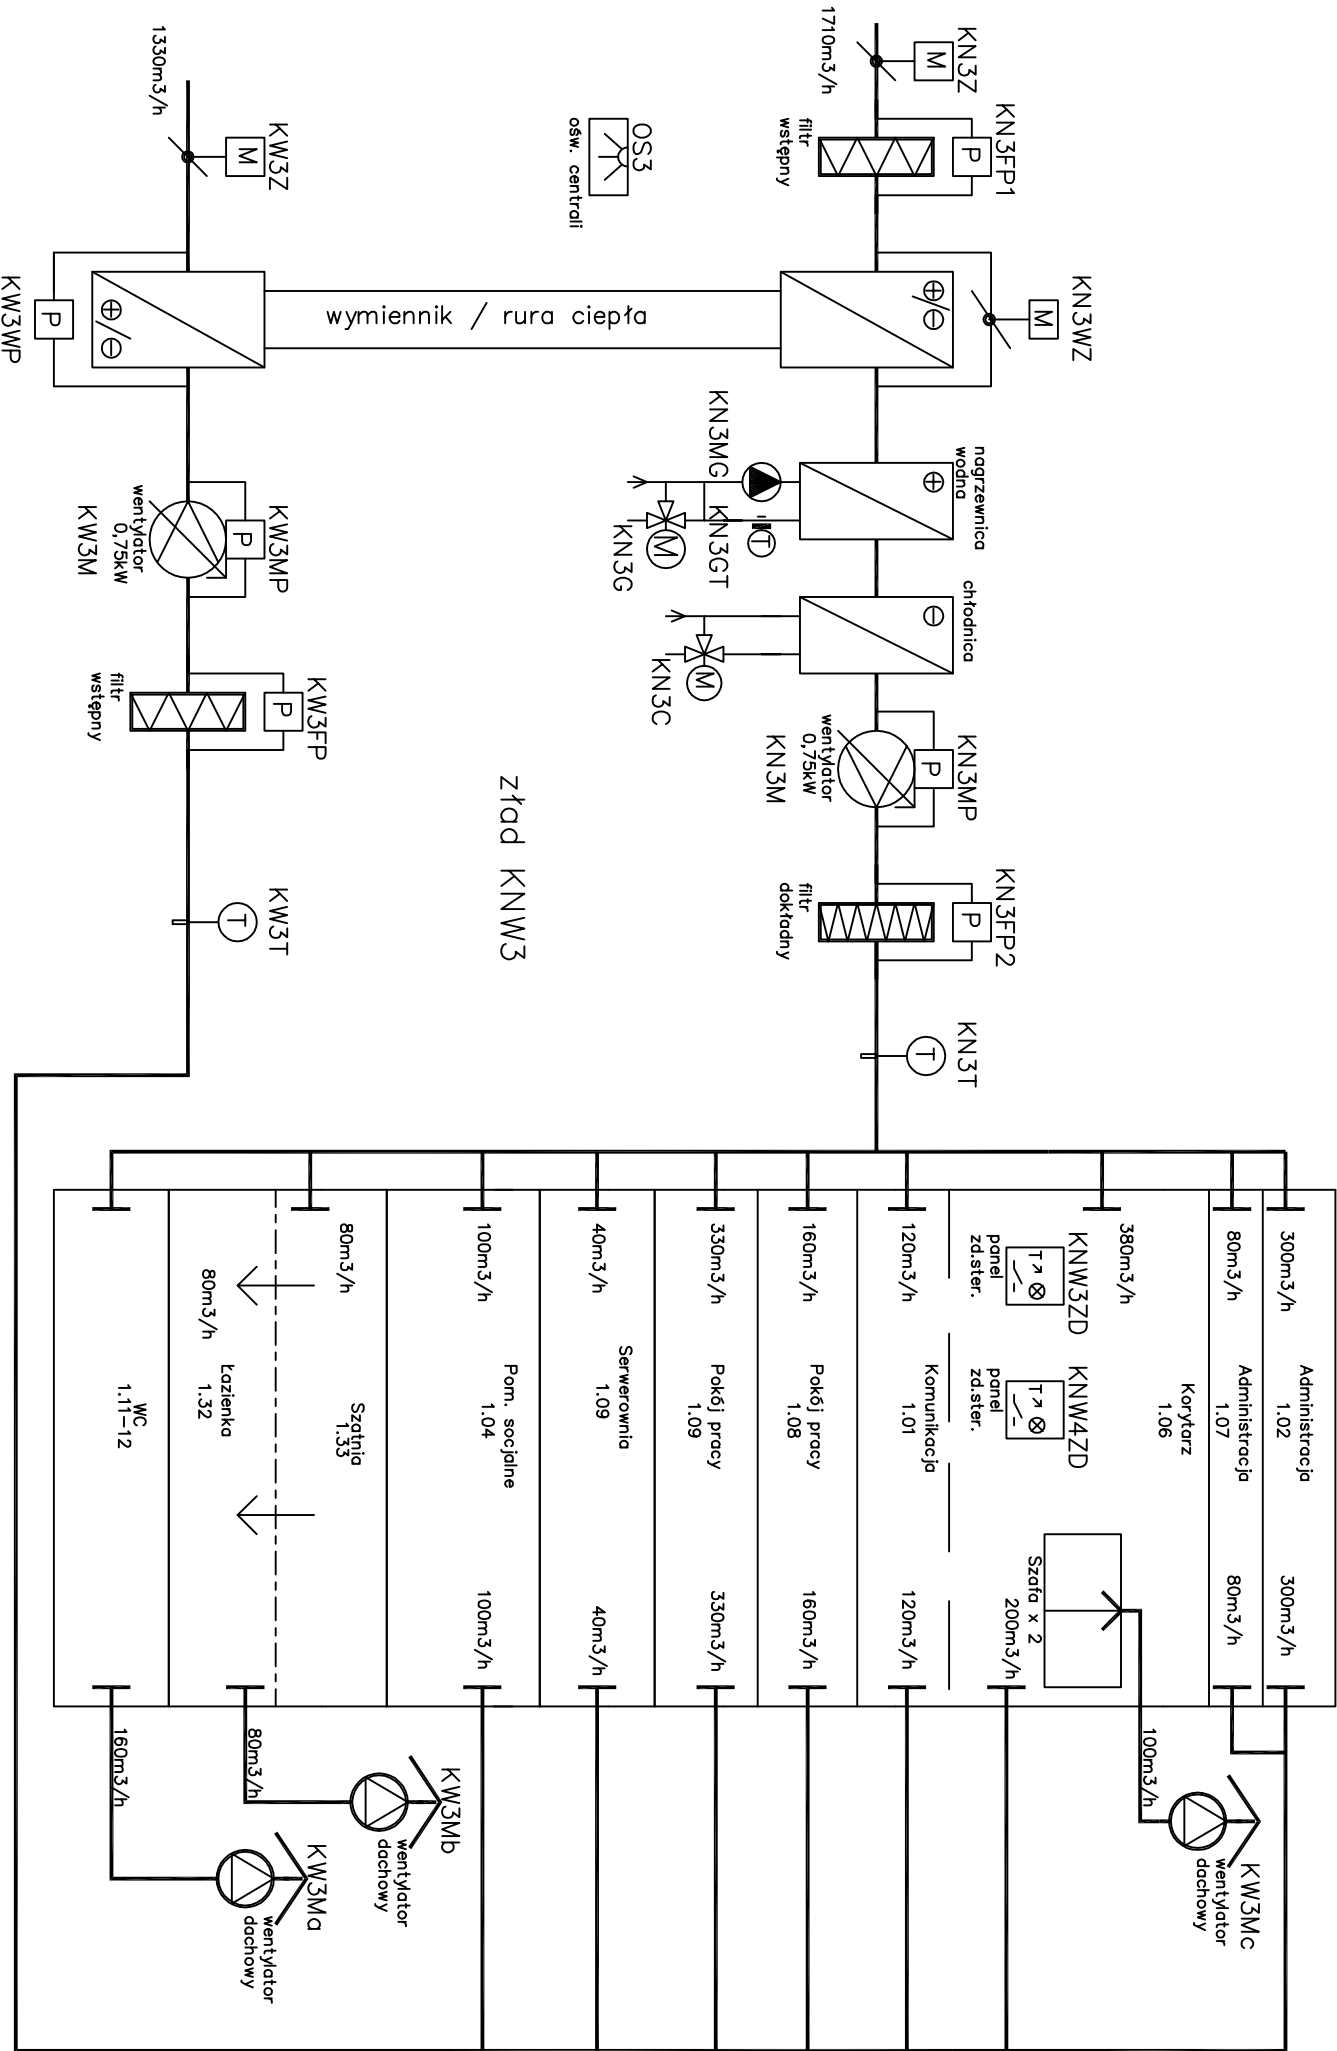 KN3Z
M
1710m3/h
KN3FP1
P
filtr
wstępny
KN3WZ
M
wymiennik / rura ciepła
nagrzewnica
wodna
KN3MG
KN3GT
T
M
KN3G
chłodnica
M
KN3C
KN3MP
P
wentylator
0,75kW
KN3M
KN3FP2
P
filtr
dokładny
KN3T
T
OS3
ośw. centrali
zład KNW3
1330m3/h
KW3Z
M
P
KW3WP
KW3MP
P
wentylator
0,75kW
KW3M
KW3FP
P
filtr
wstępny
KW3T
T
300m3/h
Administracja
1.02
300m3/h
80m3/h
Administracja
1.07
80m3/h
380m3/h
Korytarz
1.06
KNW3ZD
T
panel
zd.ster.
KNW4ZD
T
panel
zd.ster.
Szafa x 2
200m3/h
100m3/h
KW3Mc
wentylator
dachowy
120m3/h
Komunikacja
1.01
120m3/h
160m3/h
Pokój pracy
1.08
160m3/h
330m3/h
Pokój pracy
1.09
330m3/h
40m3/h
Serwerownia
1.09
40m3/h
100m3/h
Pom. socjalne
1.04
100m3/h
80m3/h
Szatnia
1.33
80m3/h
Łazienka
1.32
80m3/h
KW3Mb
wentylator
dachowy
WC
1.11-12
160m3/h
KW3Ma
wentylator
dachowy